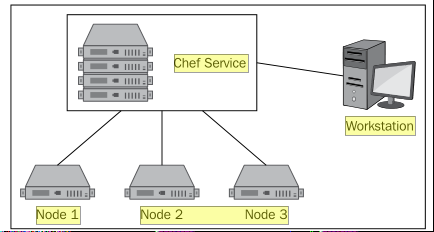 Chef Service
Workstation
Node 1
Node 2
Node 3